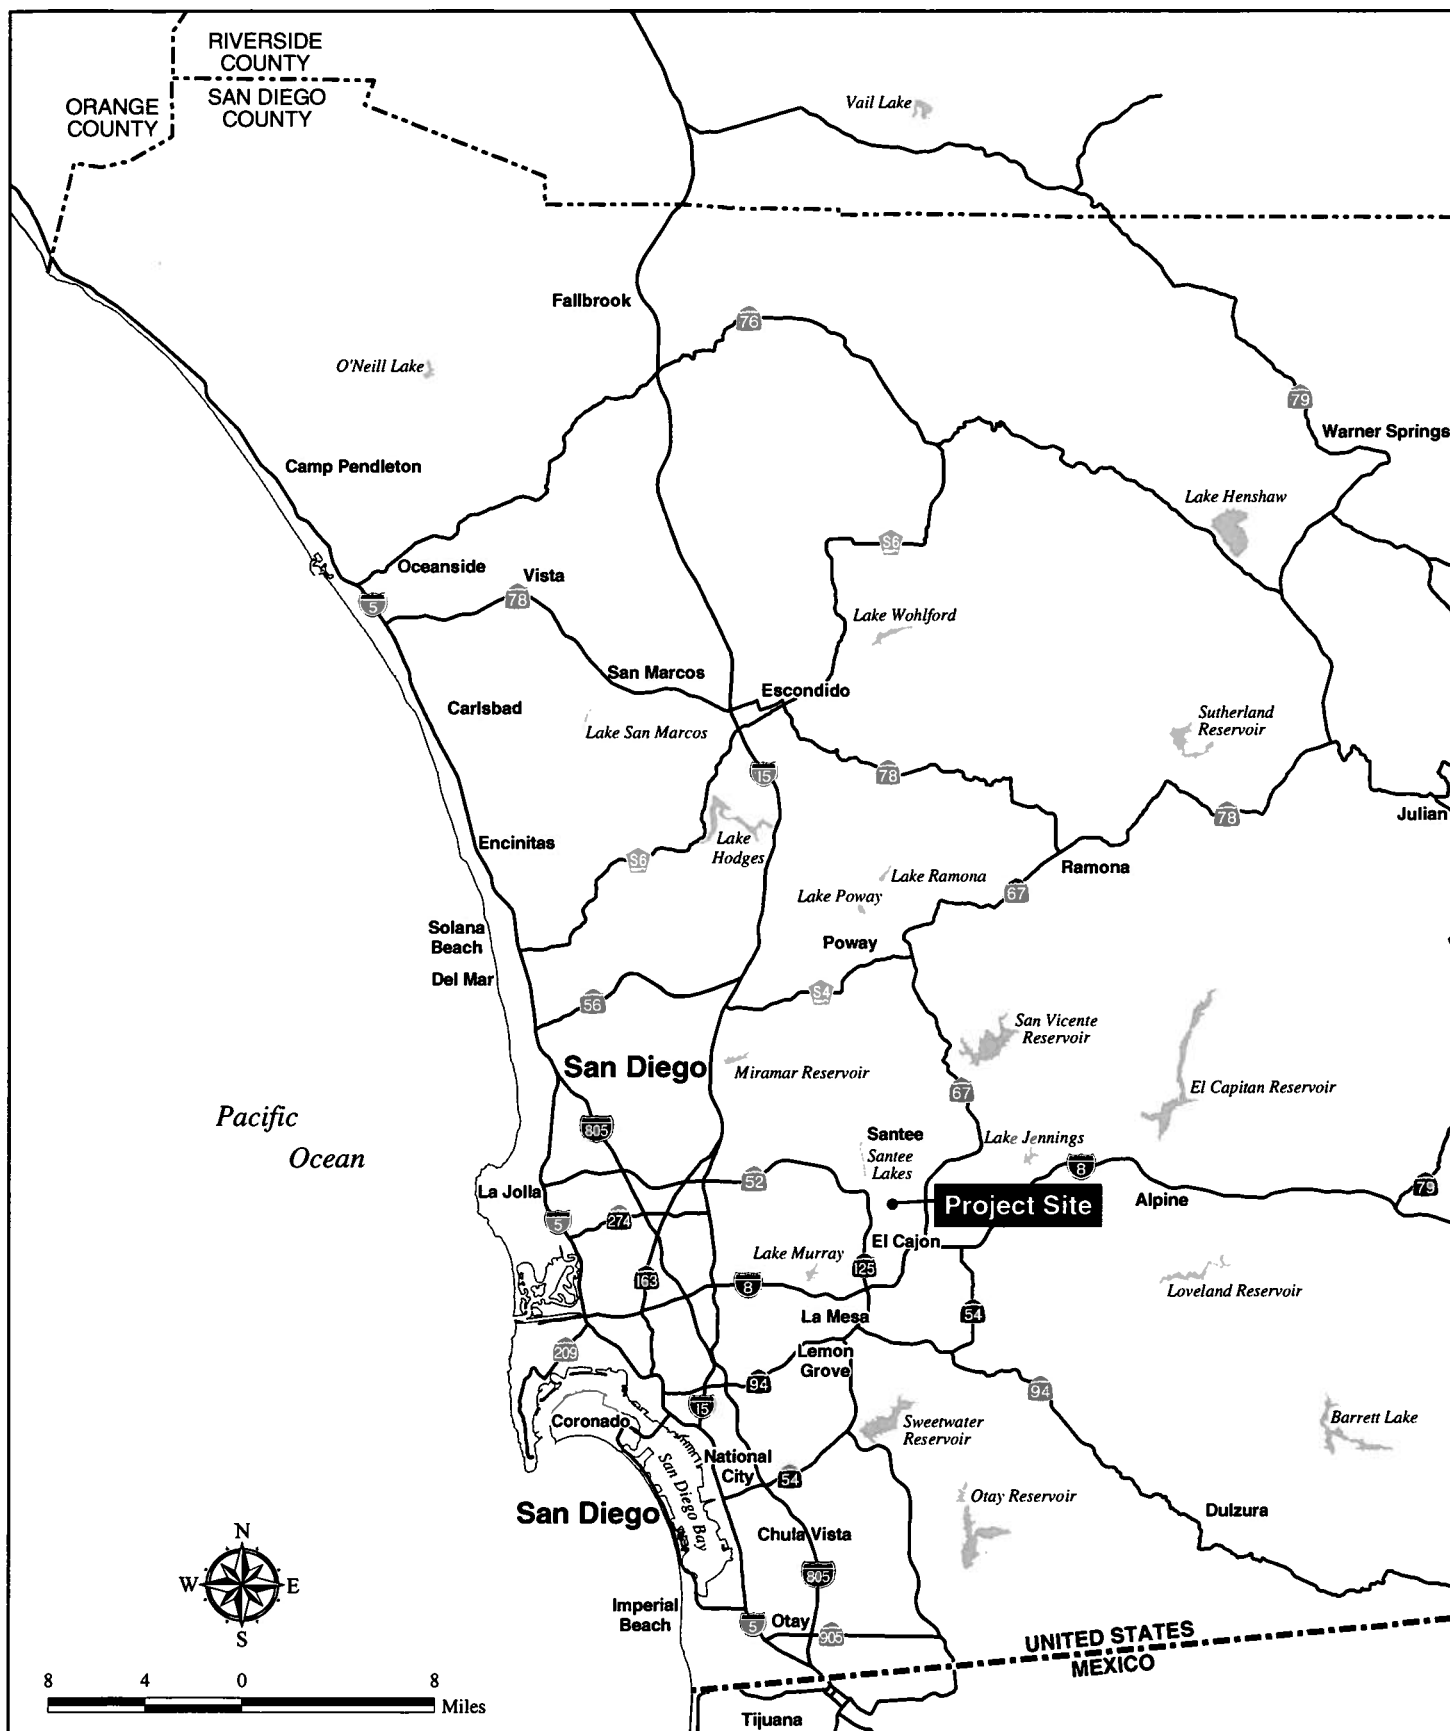 RIVERSIDE
COUNTY
ORANGE
COUNTY
SAN DIEGO
COUNTY
Vail Lake
Fallbrook
76
O'Neill Lake
79
Warner Springs
Camp Pendleton
Lake Henshaw
S6
Oceanside
Vista
78
5
Lake Wohlford
San Marcos
Escondido
Carlsbad
Lake San Marcos
Sutherland
Reservoir
15
78
78
Julian
Encinitas
Lake
Hodges
S6
Ramona
Lake Ramona
Lake Poway
67
Solana
Beach
Poway
Del Mar
56
S4
San Vicente
Reservoir
San Diego
Miramar Reservoir
67
El Capitan Reservoir
Pacific
Ocean
805
Santee
Santee
Lakes
Lake Jennings
8
La Jolla
52
79
Alpine
Project Site
5
274
El Cajon
Lake Murray
125
163
8
Loveland Reservoir
La Mesa
54
209
Lemon
Grove
94
94
15
Coronado
Sweetwater
Reservoir
Barrett Lake
National
City
54
San Diego Bay
Otay Reservoir
San Diego
Dulzura
Chula Vista
805
N
W
E
S
Imperial
Beach
5
Otay
905
UNITED STATES
MEXICO
8 4 0 8
Miles
Tijuana